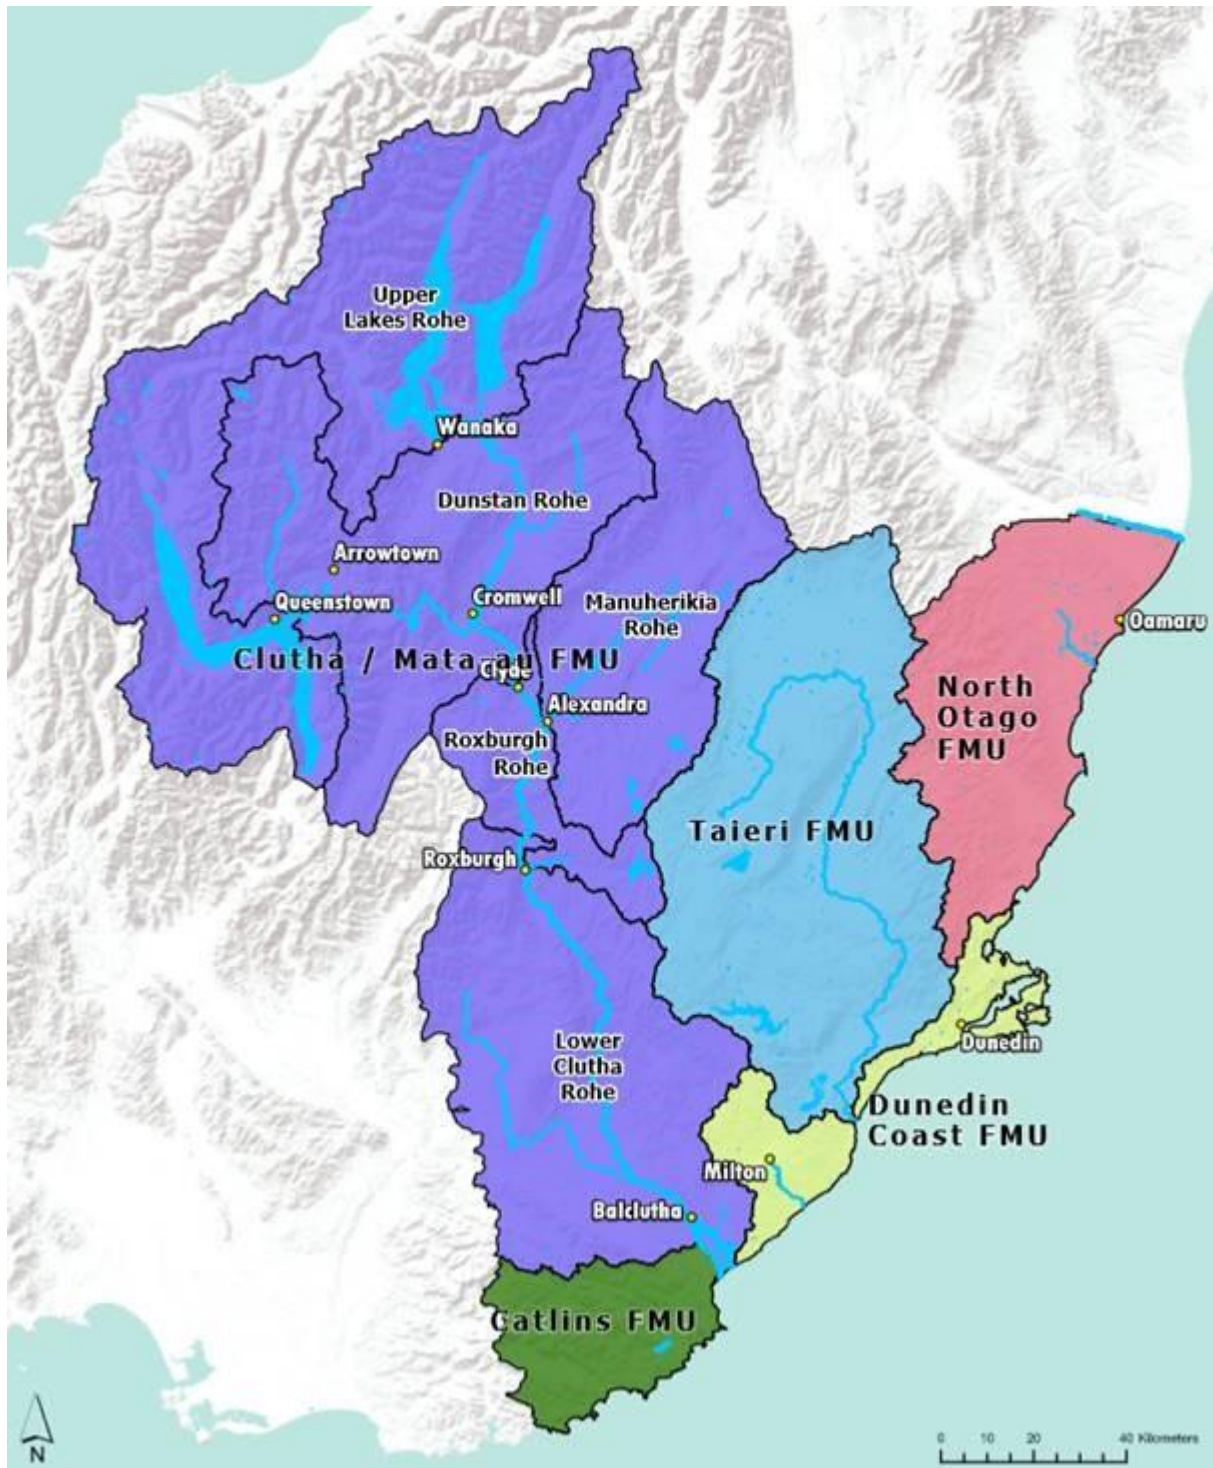 Upper
Lakes Rohe
Wanaka
Dunstan Rohe
Arrowtown
Queenstown
Cromwell
Manuherikia
Rohe
Oamaru
Clutha / Mata-au FMU
Clyde
North
Otago
FMU
Alexandra
Roxburgh
Rohe
Taieri FMU
Roxburgh
Lower
Clutha
Rohe
Dunedin
Dunedin
Coast FMU
Milton
Balclutha
Catlins FMU
N
0 10 20 40 Kilometers